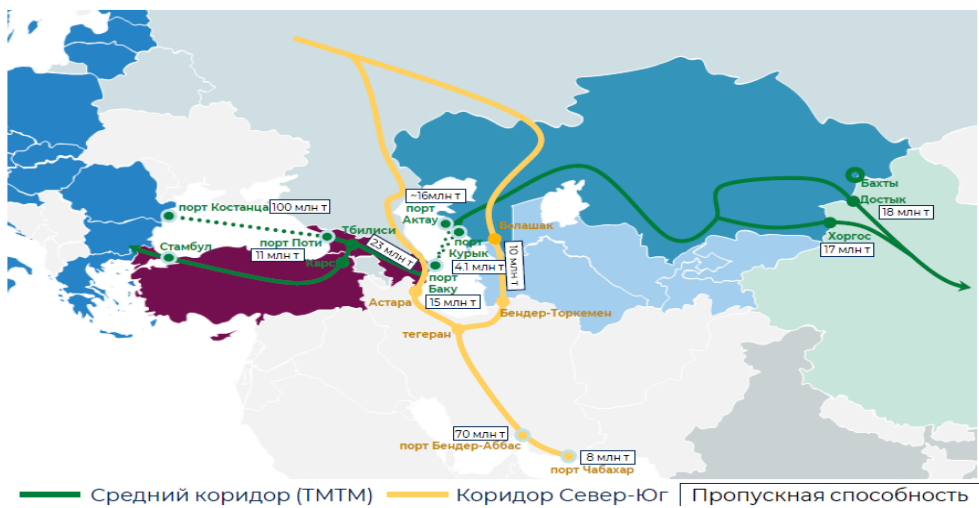 Бахты
Достык
18 млн т
Хоргос
17 млн т
~16млн т
порт
Актау
Болашак
порт
Курык
4.1 млн т
10 млн т
порт Костанца
100 млн т
Тбилиси
порт Поти
11 млн т
23 млн т
Стамбул
Карс
порт
Баку
15 млн т
Астара
Бендер-Торкемен
тегеран
70 млн т
порт Бендер-Аббас
8 млн т
порт Чабахар
Средний коридор (ТМТМ)
Коридор Север-Юг
Пропускная способность